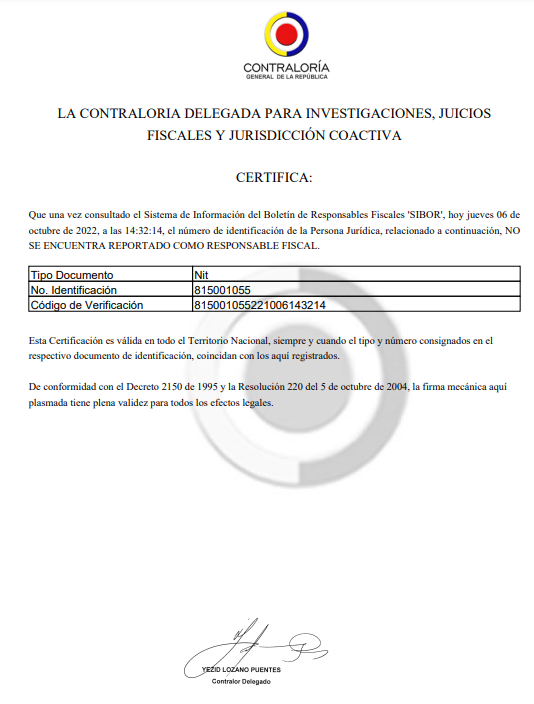 CONTRALORÍA
GENERAL DE LA REPÚBLICA
LA CONTRALORIA DELEGADA PARA INVESTIGACIONES, JUICIOS
FISCALES Y JURISDICCIÓN COACTIVA
CERTIFICA:
Que una vez consultado el Sistema de Información del Boletín de Responsables Fiscales 'SIBOR', hoy jueves 06 de
octubre de 2022, a las 14:32:14, el número de identificación de la Persona Jurídica, relacionado a continuación, NO
SE ENCUENTRA REPORTADO COMO RESPONSABLE FISCAL.
Tipo Documento Nit
No. Identificación 815001055
Código de Verificación 815001055221006143214
Esta Certificación es válida en todo el Territorio Nacional, siempre y cuando el tipo y número consignados en el
respectivo documento de identificación, coincidan con los aquí registrados.
De conformidad con el Decreto 2150 de 1995 y la Resolución 220 del 5 de octubre de 2004, la firma mecánica aquí
plasmada tiene plena validez para todos los efectos legales.
YEZID LOZANO PUENTES
Contralor Delegado